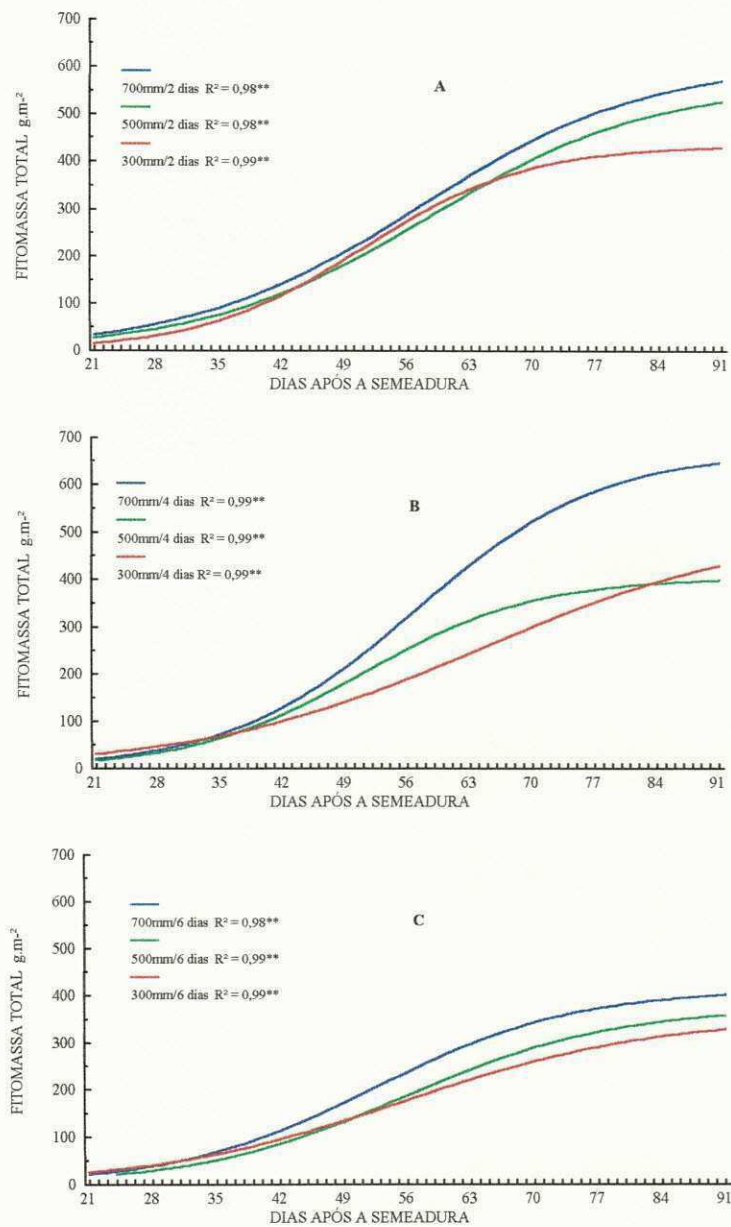 700
600
500
400
300
200
100
0
FITOMASSA TOTAL g.m-²
A
700mm/2 dias R² = 0,98**
500mm/2 dias R² = 0,98**
300mm/2 dias R² = 0,99**
21 28 35 42 49 56 63 70 77 84 91
DIAS APÓS A SEMEADURA
700
600
500
400
300
200
100
0
FITOMASSA TOTAL g.m-²
B
700mm/4 dias R² = 0,99**
500mm/4 dias R² = 0,99**
300mm/4 dias R² = 0,99**
21 28 35 42 49 56 63 70 77 84 91
DIAS APÓS A SEMEADURA
700
600
500
400
300
200
100
0
FITOMASSA TOTAL g.m-²
C
700mm/6 dias R² = 0,98**
500mm/6 dias R² = 0,99**
300mm/6 dias R² = 0,99**
21 28 35 42 49 56 63 70 77 84 91
DIAS APÓS A SEMEADURA